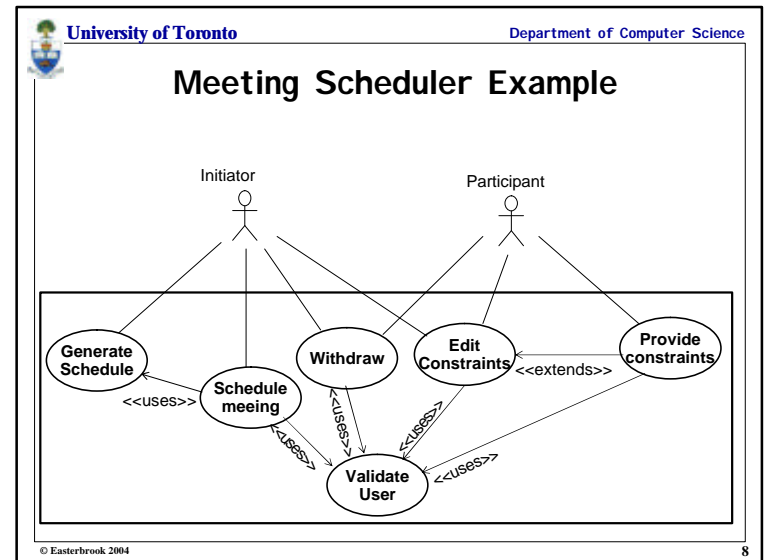 University of Toronto
Department of Computer Science
Meeting Scheduler Example
Initiator
Participant
Generate
Schedule
<<uses>>
Schedule
meeing
<<uses>>
Withdraw
<<uses>>
Edit
Constraints
<<uses>>
<<extends>>
Provide
constraints
<<uses>>
Validate
User
© Easterbrook 2004
8